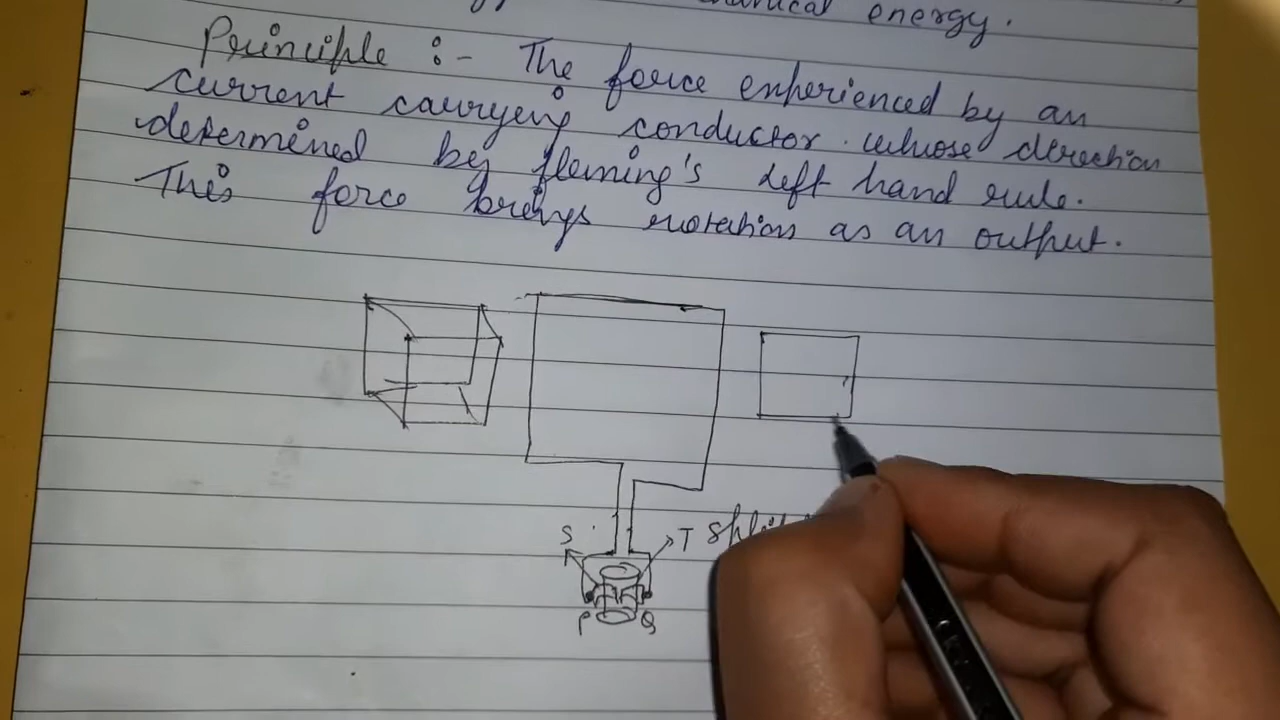 energy.
Principle :- The force experienced by an
current carrying conductor whose direction
determined by fleming's left hand rule.
This force brings rotation as an output.
S T
P Q